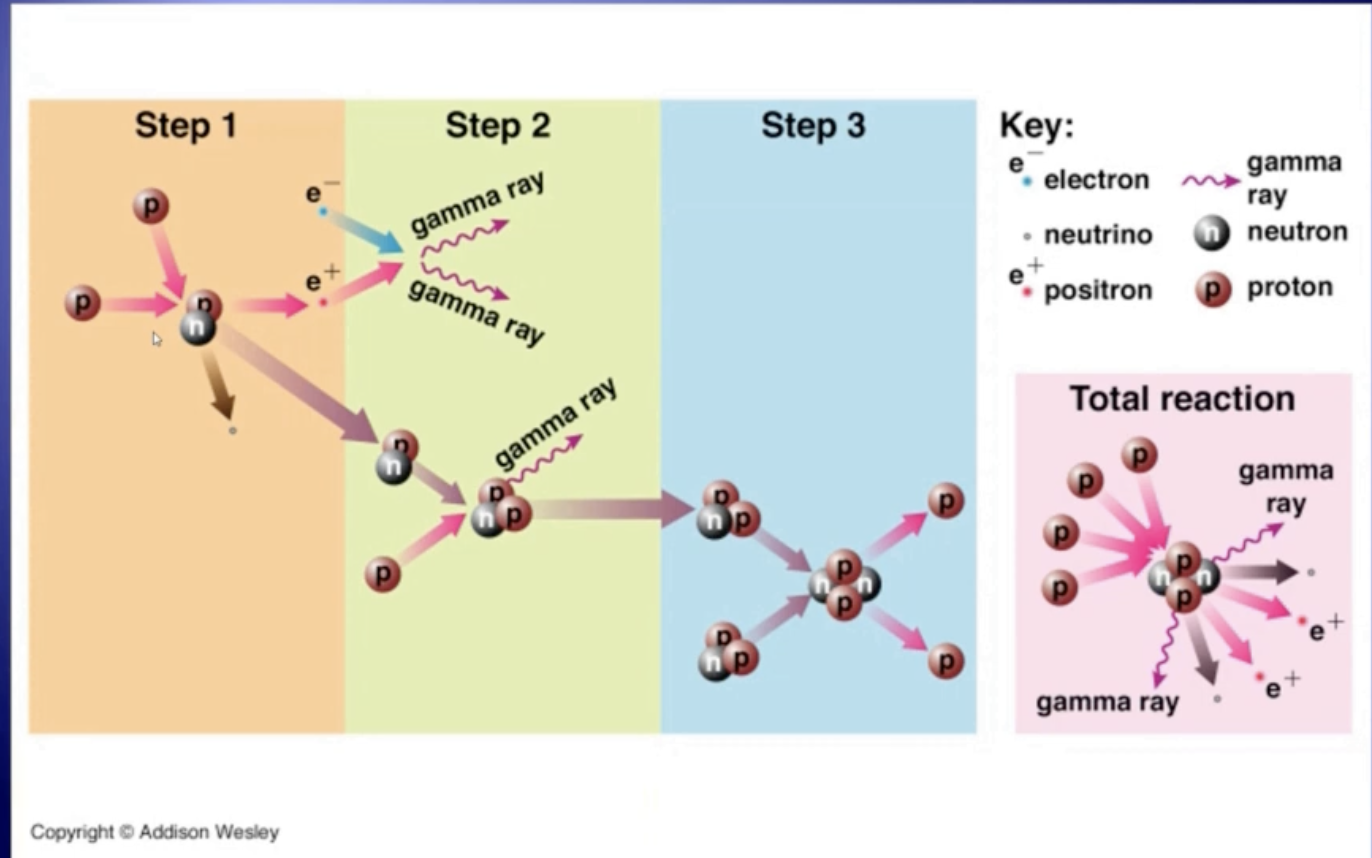 Step 1
Step 2
Step 3
p
p
p
n
e−
e+
gamma ray
gamma ray
p
n
p
gamma ray
p
n
p
p
n
p
p
n
p
p
n
n
p
p
p
Key:
e−
electron
gamma
ray
neutrino
n
neutron
e+
positron
p
proton
Total reaction
p
p
p
p
p
n
n
p
gamma
ray
e+
e+
gamma ray
Copyright © Addison Wesley